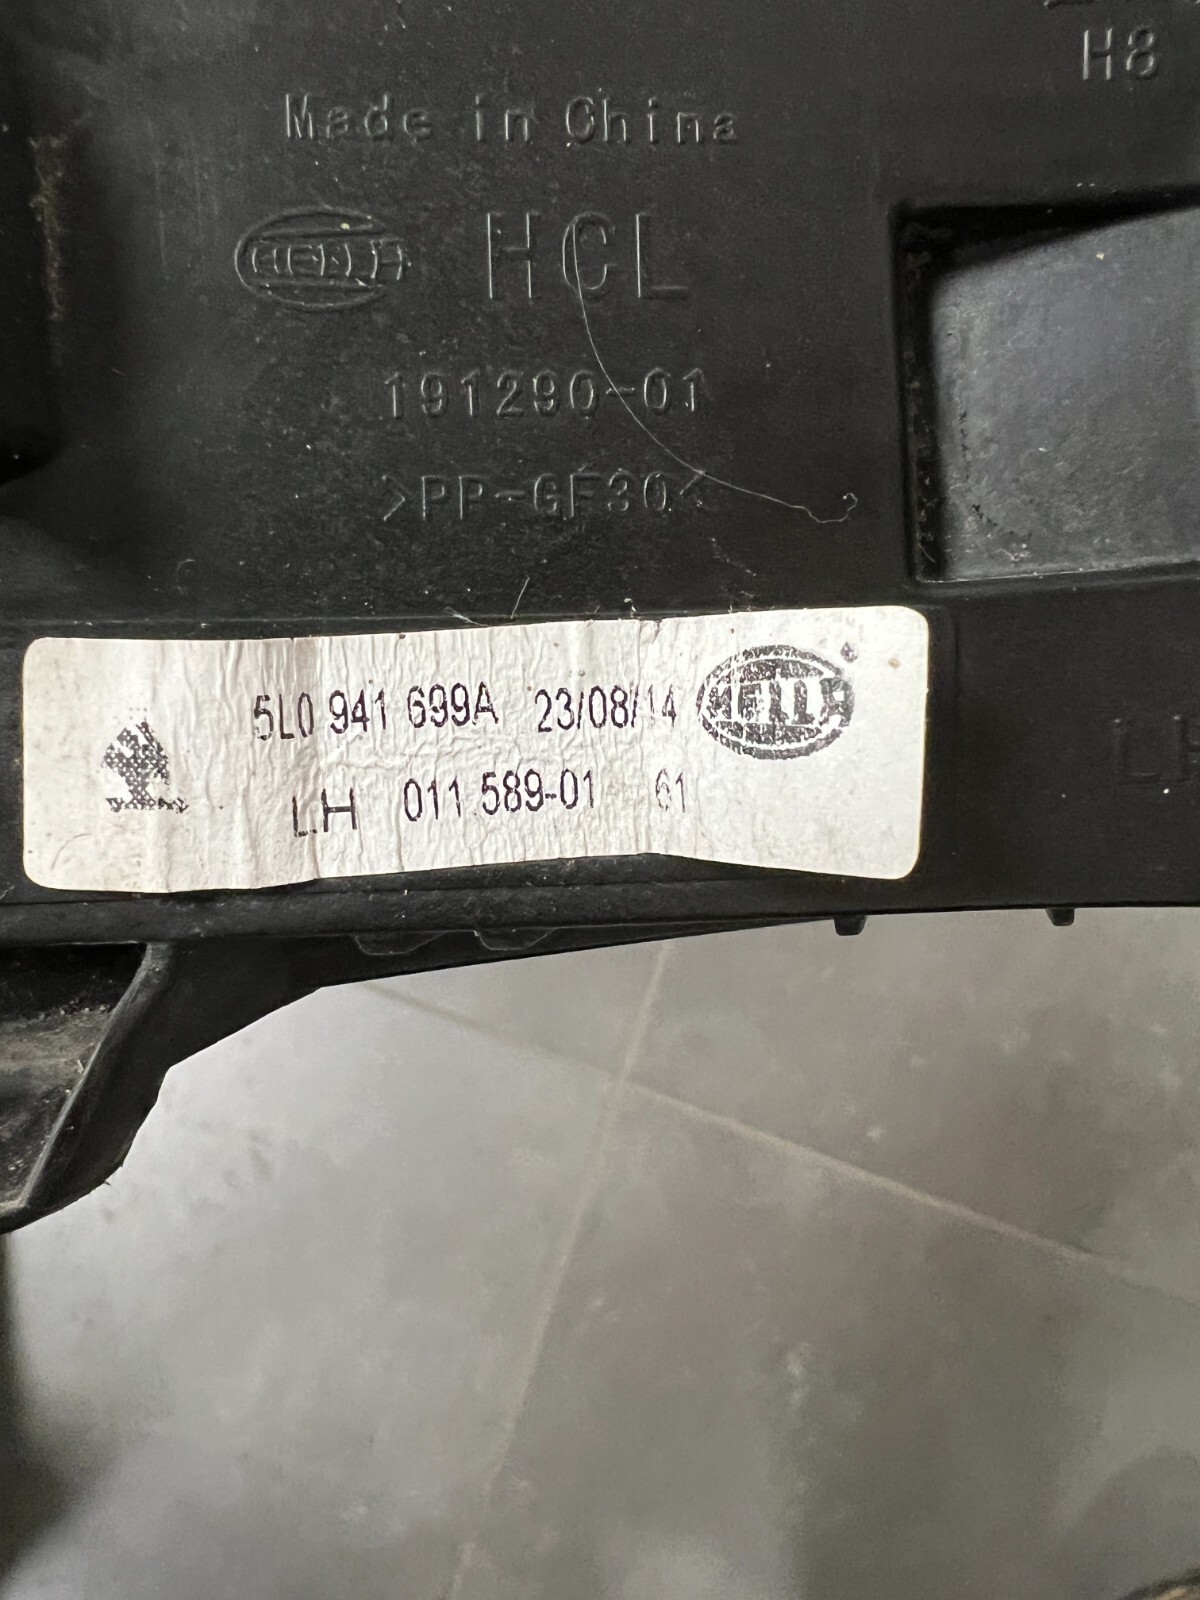 H8
Made in China
HELLA HCL
191290-01
>PP-GF30<
5L0 941 699A 23/08/14 HELLA
LH 011 589-01 61
LH